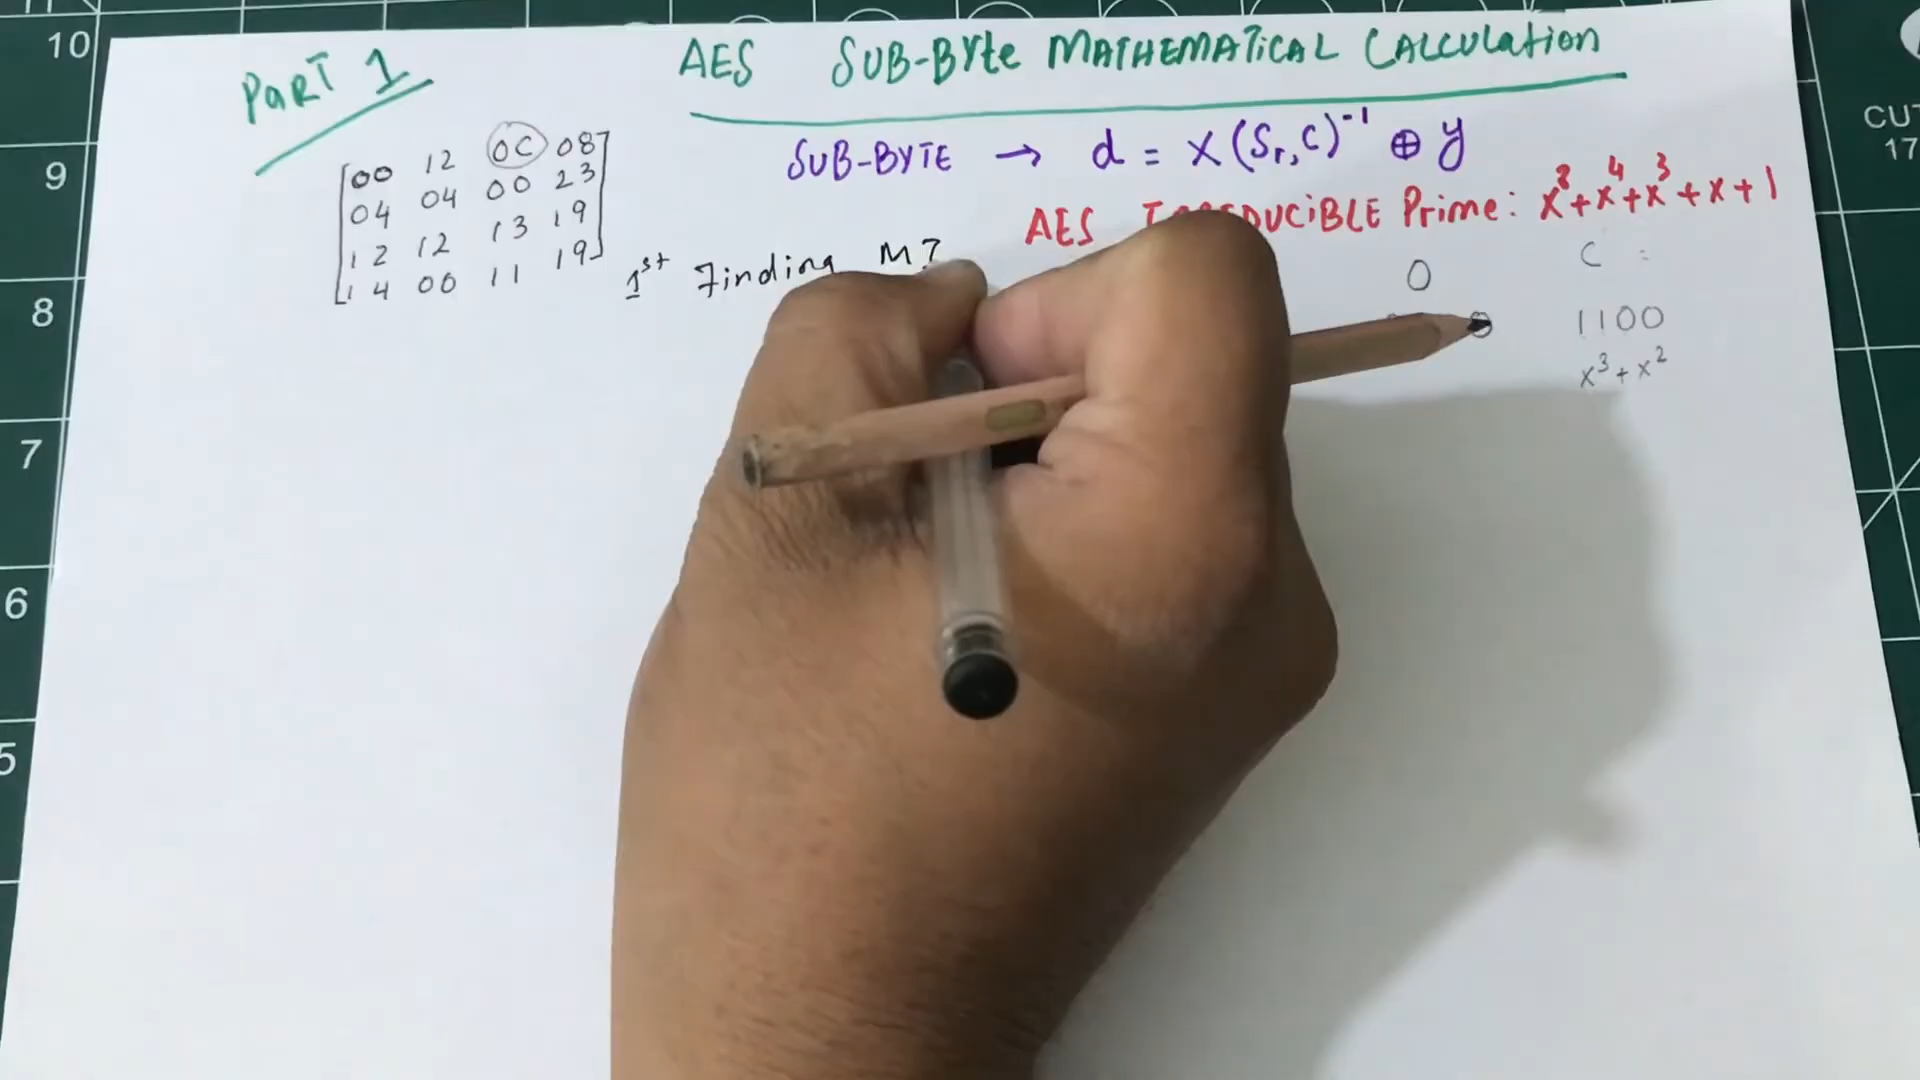 10
9
8
7
6
5
CUT
17
PART 1
AES SUB-BYte MATHEMATiCAL CALCUlation
SUB-BYTE → d = X (Sr,c)⁻¹ ⊕ y
AES Prime: x⁸+x⁴+x³+x+1
00 12 0C 08
04 04 00 23
12 12 13 19
14 00 11 19
1st Finding M?
0 C :
1100
x³+x²